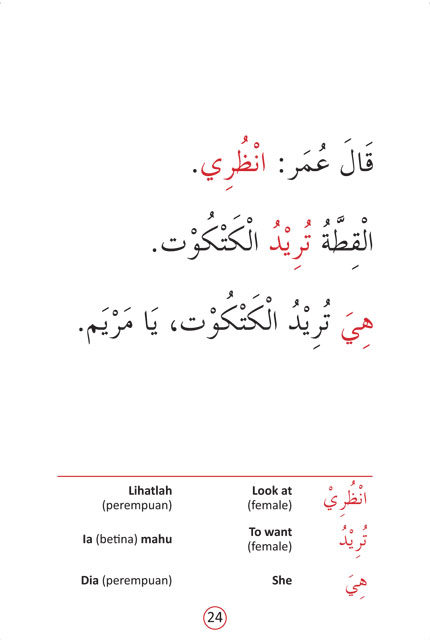 قَالَ عُمَر: انْظُرِي.
الْقِطَّةُ تُرِيْدُ الْكَتْكُوْت.
هِيَ تُرِيْدُ الْكَتْكُوْت، يَا مَرْيَم.
انْظُرِيْ Look at Lihatlah
(female) (perempuan)
تُرِيْدُ To want Ia (betina) mahu
(female)
هِيَ She Dia (perempuan)
24